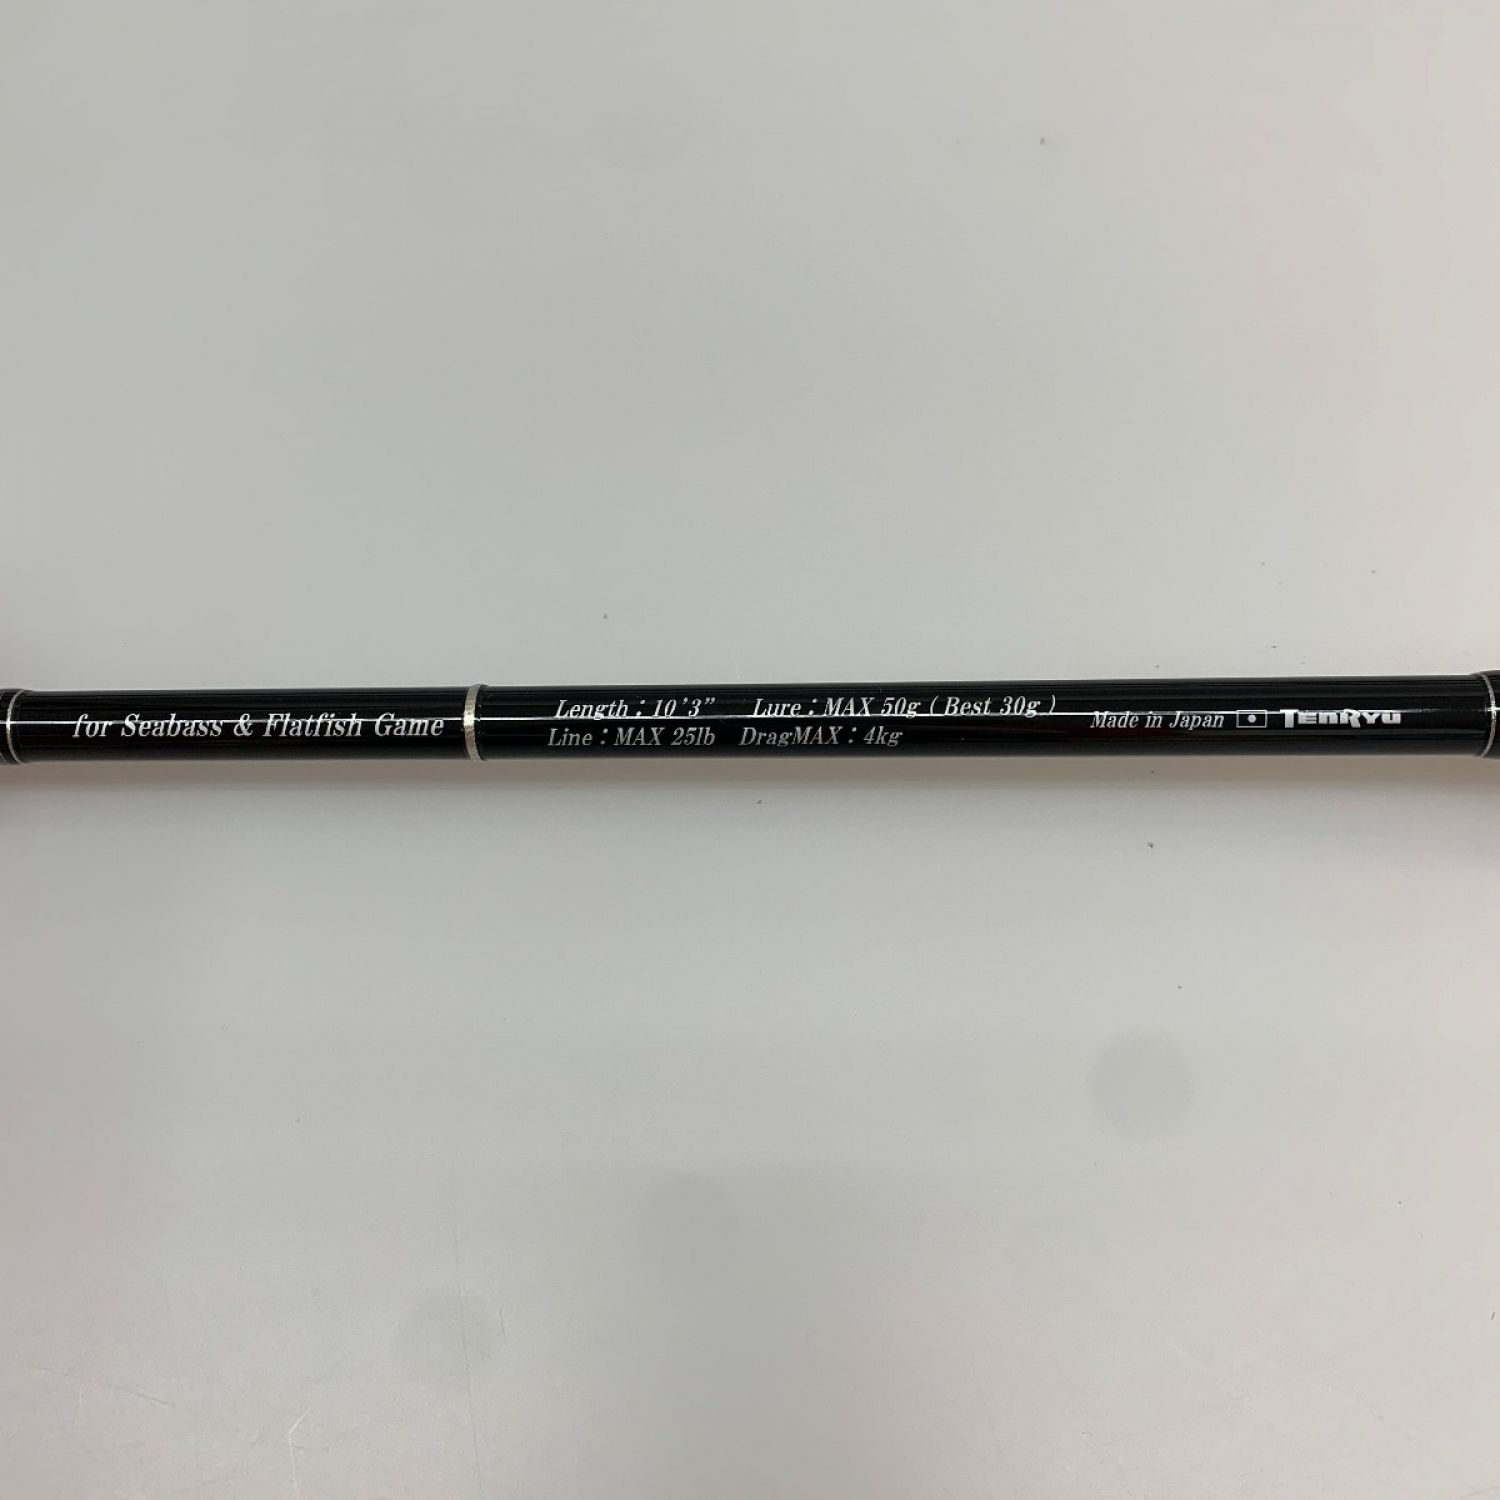 for Seabass & Flatfish Game
Length : 10'3" Lure : MAX 50g ( Best 30g )
Line : MAX 25lb DragMAX : 4kg
Made in Japan TENRYU